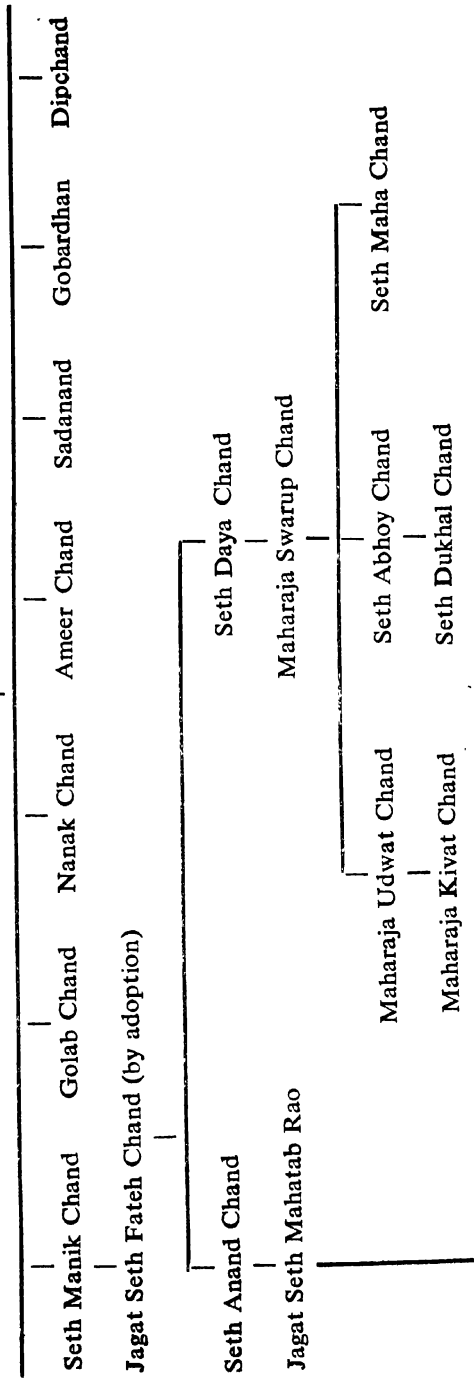 Seth Manik Chand Golab Chand Nanak Chand Ameer Chand Sadanand Gobardhan Dipchand
Jagat Seth Fateh Chand (by adoption)
Seth Anand Chand Seth Daya Chand
Jagat Seth Mahatab Rao Maharaja Swarup Chand
Maharaja Udwat Chand Seth Abhoy Chand Seth Maha Chand
Maharaja Kivat Chand Seth Dukhal Chand